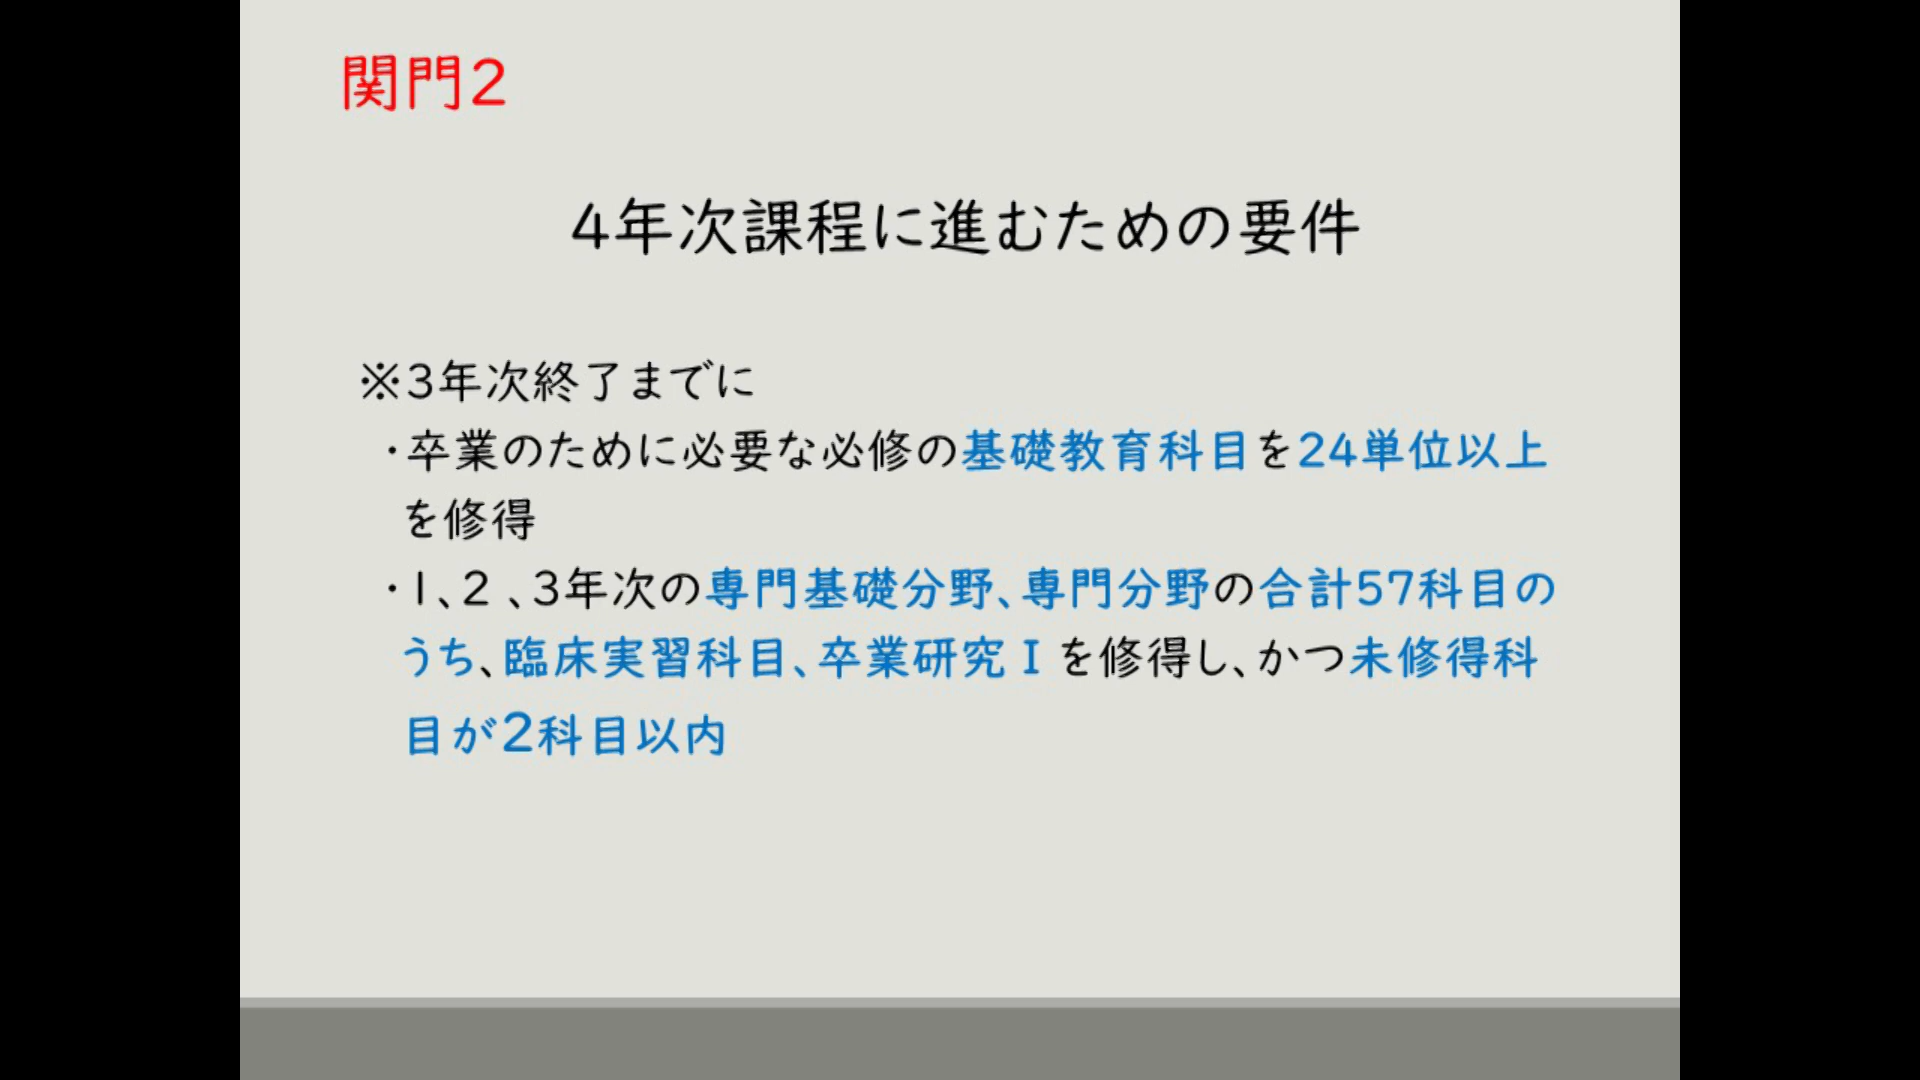 関門2
4年次課程に進むための要件
※3年次終了までに
・卒業のために必要な必修の基礎教育科目を24単位以上
を修得
・1、2、3年次の専門基礎分野、専門分野の合計57科目の
うち、臨床実習科目、卒業研究Ⅰを修得し、かつ未修得科
目が2科目以内